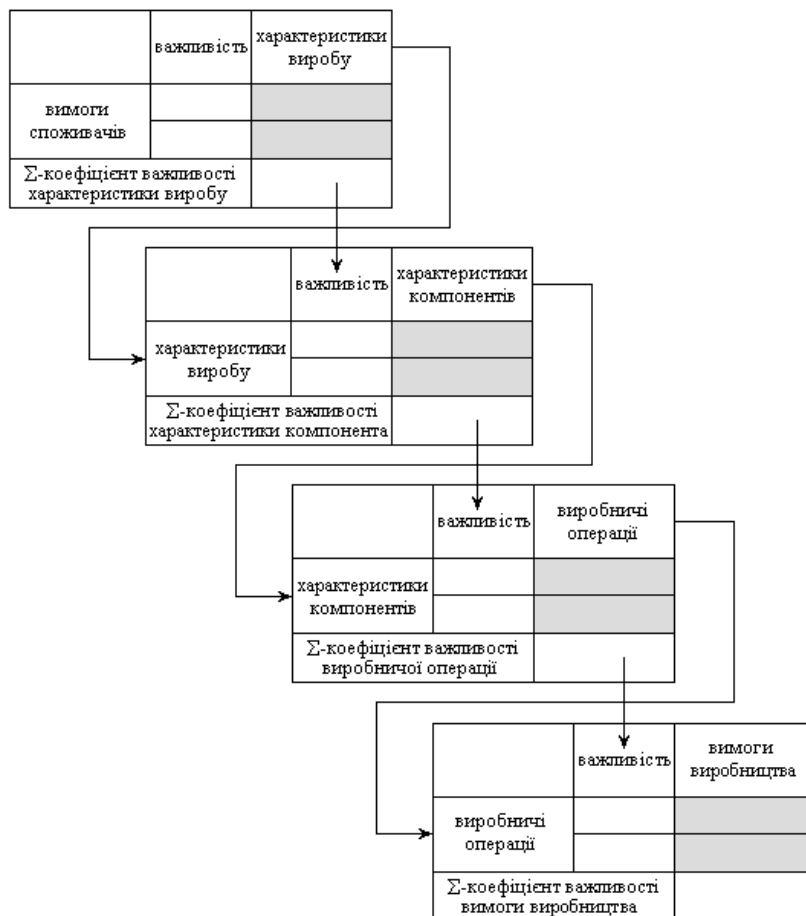 важливість
характеристики
виробу
вимоги
споживачів
Σ-коефіцієнт важливості
характеристики виробу
важливість
характеристики
компонентів
характеристики
виробу
Σ-коефіцієнт важливості
характеристики компонента
важливість
виробничі
операції
характеристики
компонентів
Σ-коефіцієнт важливості
виробничої операції
важливість
вимоги
виробництва
виробничі
операції
Σ-коефіцієнт важливості
вимоги виробництва